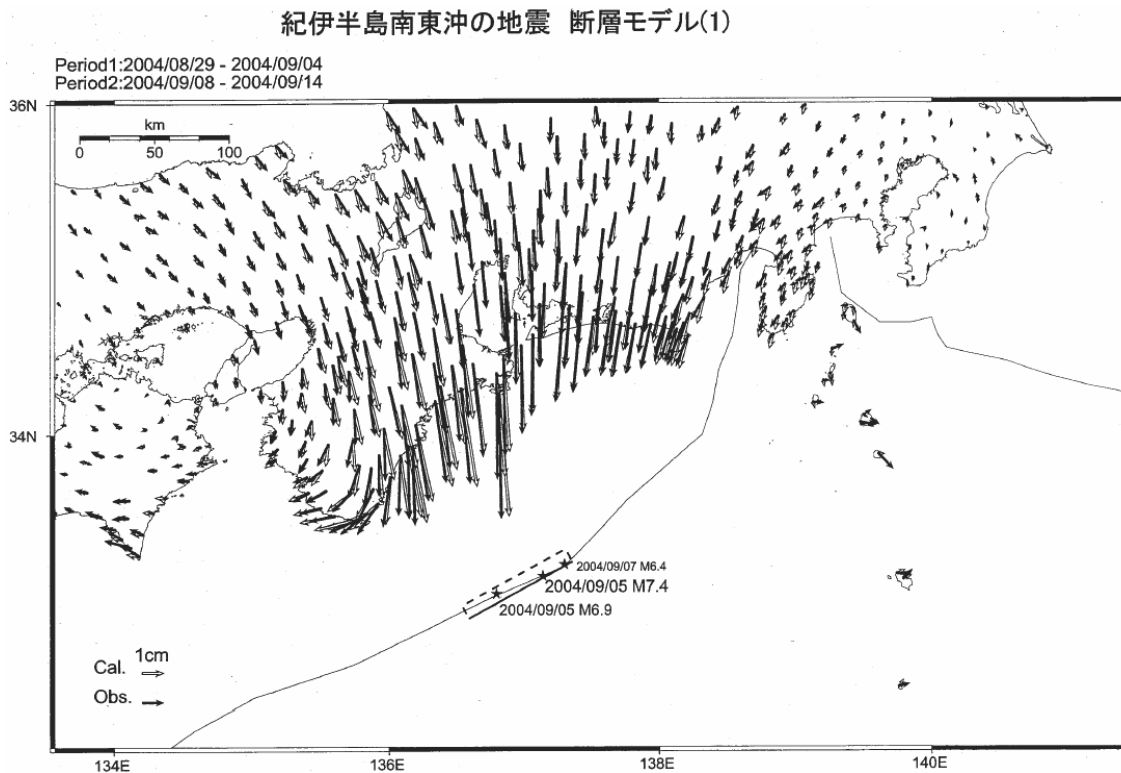 紀伊半島南東沖の地震 断層モデル(1)
Period1:2004/08/29 - 2004/09/04
Period2:2004/09/08 - 2004/09/14
36N
km
0 50 100
34N
2004/09/07 M6.4
2004/09/05 M7.4
2004/09/05 M6.9
1cm
Cal.
Obs.
134E 136E 138E 140E